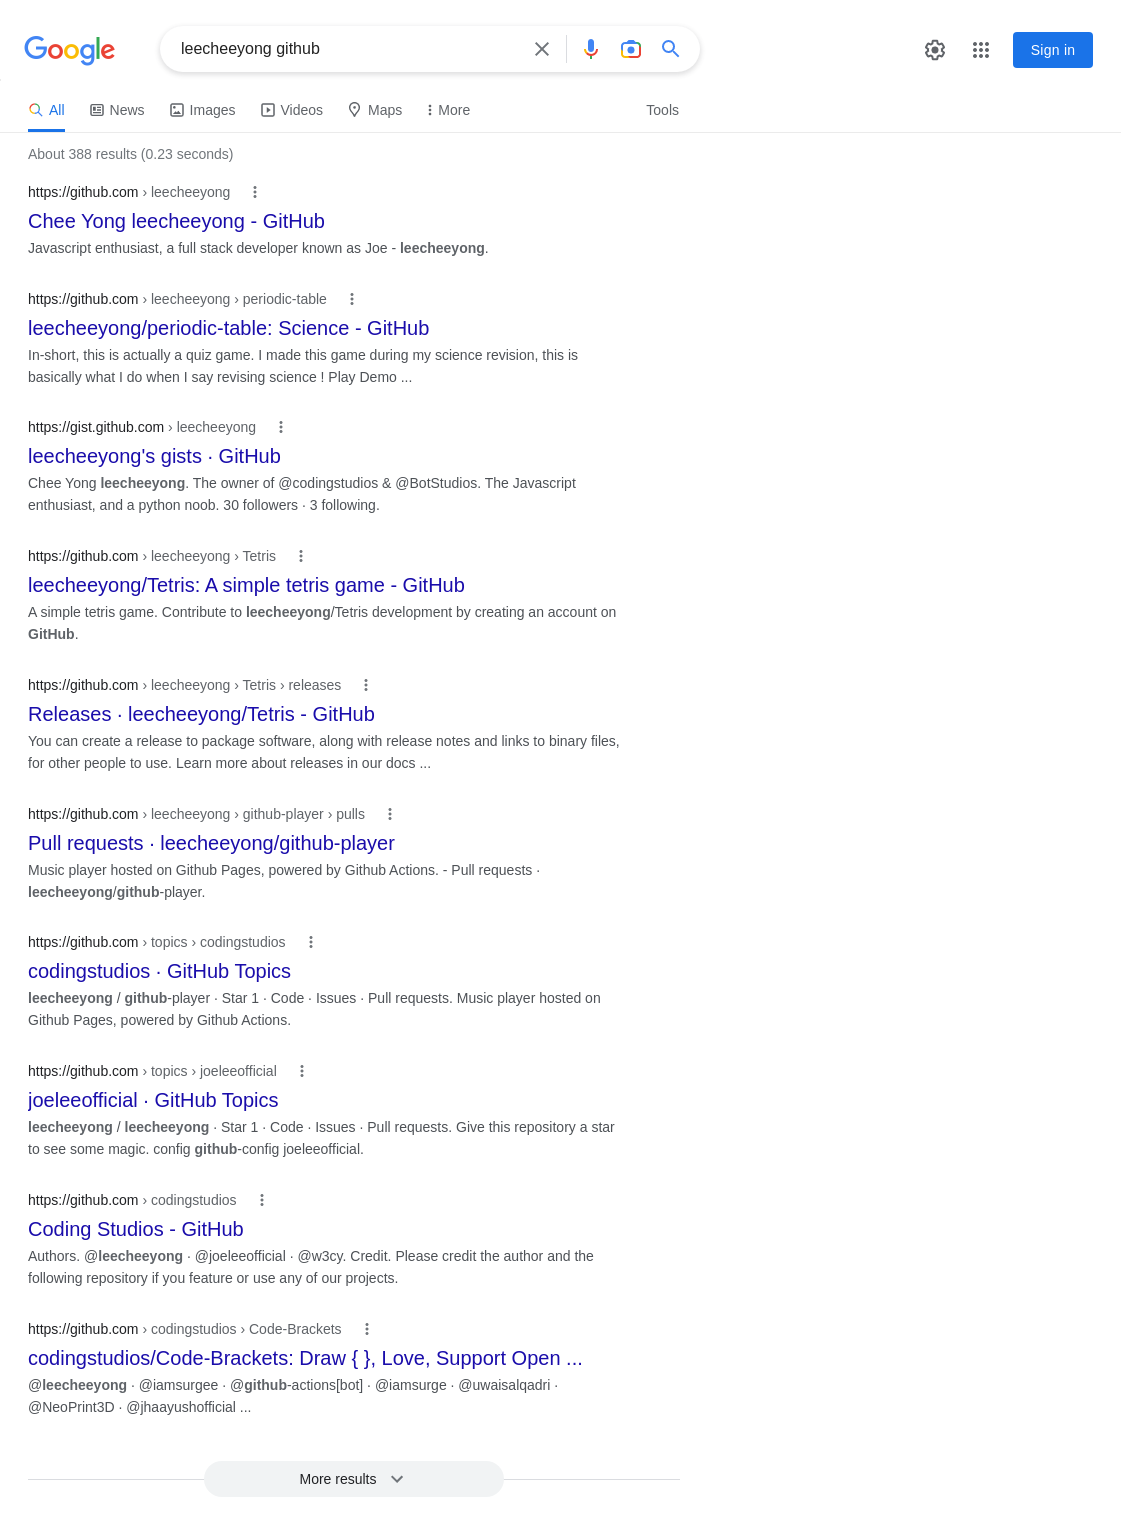 Google
leecheeyong github
Sign in
All News Images Videos Maps More Tools
About 388 results (0.23 seconds)
https://github.com › leecheeyong
Chee Yong leecheeyong - GitHub
Javascript enthusiast, a full stack developer known as Joe - leecheeyong.
https://github.com › leecheeyong › periodic-table
leecheeyong/periodic-table: Science - GitHub
In-short, this is actually a quiz game. I made this game during my science revision, this is
basically what I do when I say revising science ! Play Demo ...
https://gist.github.com › leecheeyong
leecheeyong's gists · GitHub
Chee Yong leecheeyong. The owner of @codingstudios & @BotStudios. The Javascript
enthusiast, and a python noob. 30 followers · 3 following.
https://github.com › leecheeyong › Tetris
leecheeyong/Tetris: A simple tetris game - GitHub
A simple tetris game. Contribute to leecheeyong/Tetris development by creating an account on
GitHub.
https://github.com › leecheeyong › Tetris › releases
Releases · leecheeyong/Tetris - GitHub
You can create a release to package software, along with release notes and links to binary files,
for other people to use. Learn more about releases in our docs ...
https://github.com › leecheeyong › github-player › pulls
Pull requests · leecheeyong/github-player
Music player hosted on Github Pages, powered by Github Actions. - Pull requests ·
leecheeyong/github-player.
https://github.com › topics › codingstudios
codingstudios · GitHub Topics
leecheeyong / github-player · Star 1 · Code · Issues · Pull requests. Music player hosted on
Github Pages, powered by Github Actions.
https://github.com › topics › joeleeofficial
joeleeofficial · GitHub Topics
leecheeyong / leecheeyong · Star 1 · Code · Issues · Pull requests. Give this repository a star
to see some magic. config github-config joeleeofficial.
https://github.com › codingstudios
Coding Studios - GitHub
Authors. @leecheeyong · @joeleeofficial · @w3cy. Credit. Please credit the author and the
following repository if you feature or use any of our projects.
https://github.com › codingstudios › Code-Brackets
codingstudios/Code-Brackets: Draw { }, Love, Support Open ...
@leecheeyong · @iamsurgee · @github-actions[bot] · @iamsurge · @uwaisalqadri ·
@NeoPrint3D · @jhaayushofficial ...
More results